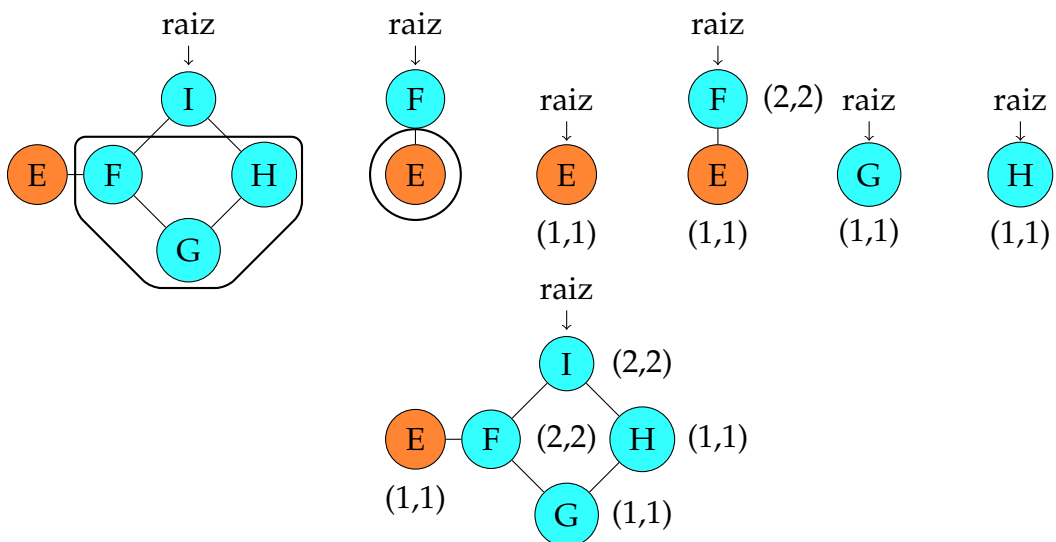 raiz raiz raiz
I F raiz F (2,2) raiz raiz
E F H E E E G H
G (1,1) (1,1) (1,1) (1,1)
raiz
I (2,2)
E F (2,2) H (1,1)
(1,1) G (1,1)